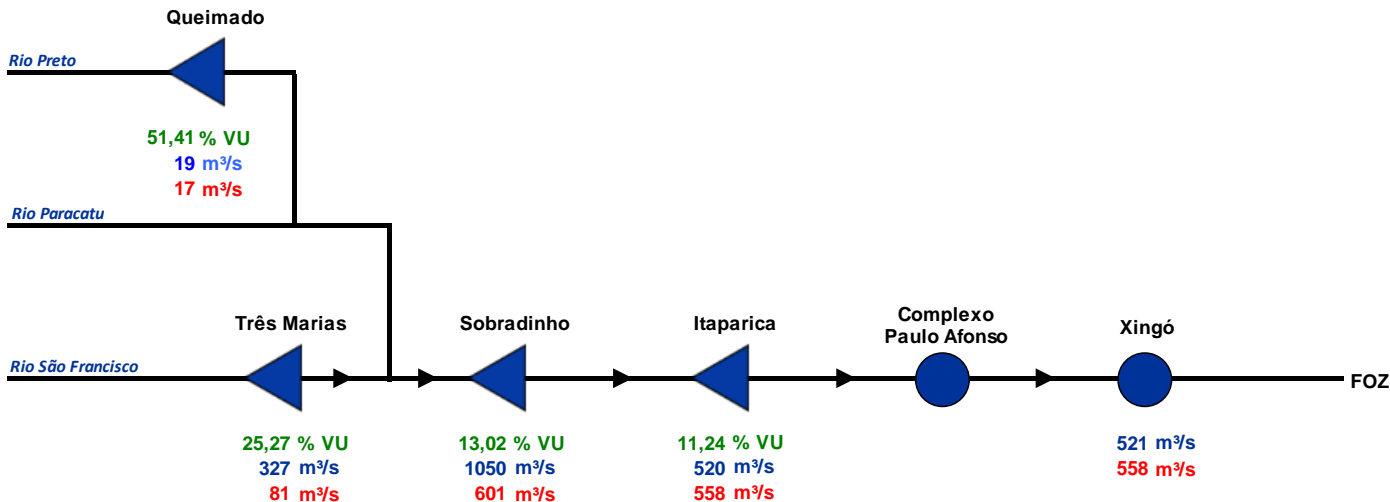 Queimado
Rio Preto
51,41 % VU
19 m³/s
17 m³/s
Rio Paracatu
Três Marias
Sobradinho
Itaparica
Complexo
Paulo Afonso
Xingó
Rio São Francisco
FOZ
25,27 % VU
327 m³/s
81 m³/s
13,02 % VU
1050 m³/s
601 m³/s
11,24 % VU
520 m³/s
558 m³/s
521 m³/s
558 m³/s